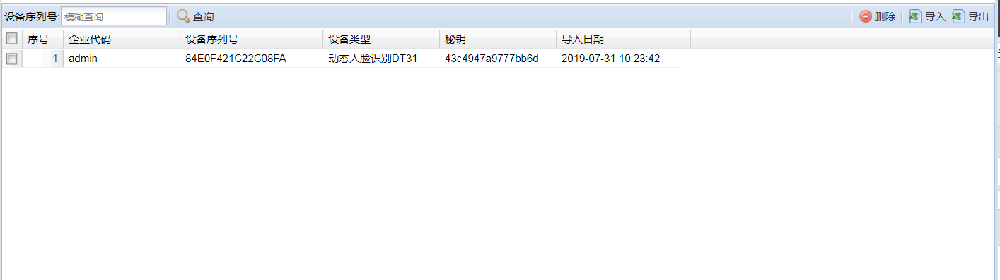 设备序列号: 模糊查询 查询 删除 导入 导出
序号 企业代码 设备序列号 设备类型 秘钥 导入日期
1 admin 84E0F421C22C08FA 动态人脸识别DT31 43c4947a9777bb6d 2019-07-31 10:23:42